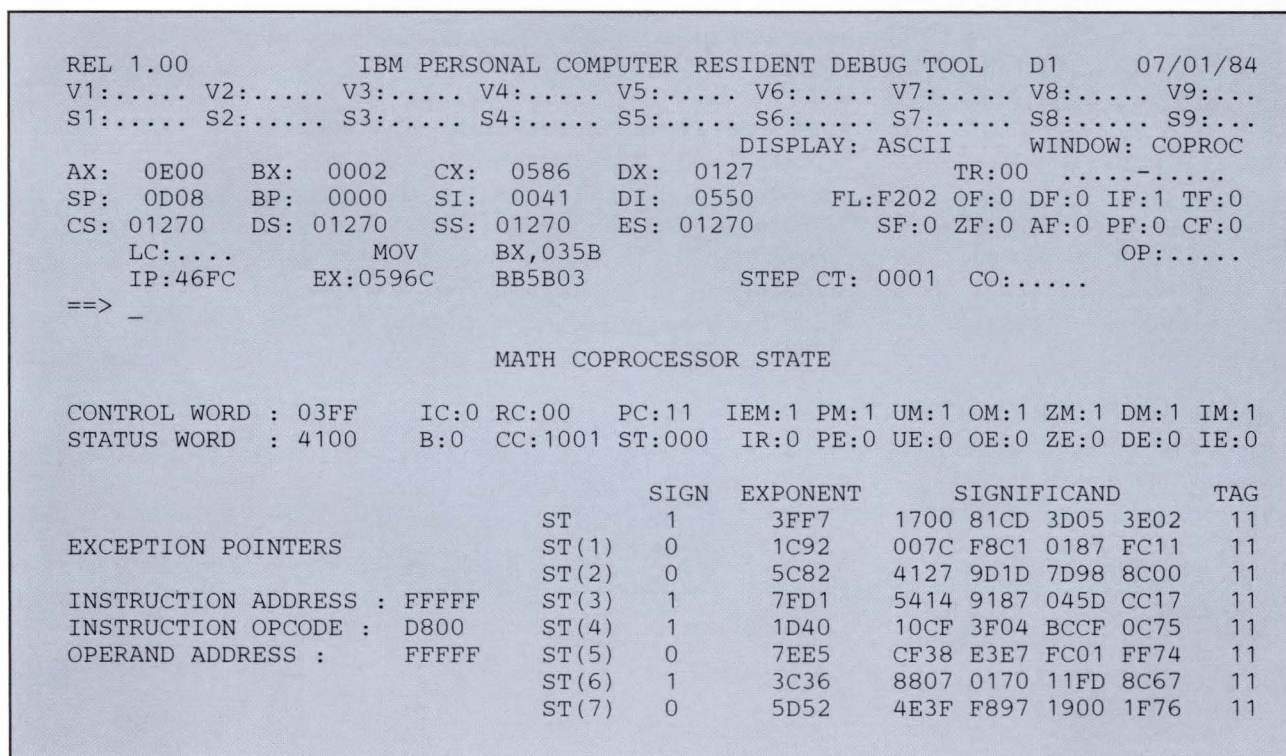 REL 1.00 IBM PERSONAL COMPUTER RESIDENT DEBUG TOOL D1 07/01/84
V1:..... V2:..... V3:..... V4:..... V5:..... V6:..... V7:..... V8:..... V9:...
S1:..... S2:..... S3:..... S4:..... S5:..... S6:..... S7:..... S8:..... S9:...
DISPLAY: ASCII WINDOW: COPROC
AX: 0E00 BX: 0002 CX: 0586 DX: 0127 TR:00 .....-.....
SP: 0D08 BP: 0000 SI: 0041 DI: 0550 FL:F202 OF:0 DF:0 IF:1 TF:0
CS: 01270 DS: 01270 SS: 01270 ES: 01270 SF:0 ZF:0 AF:0 PF:0 CF:0
LC:.... MOV BX,035B OP:.....
IP:46FC EX:0596C BB5B03 STEP CT: 0001 CO:.....
==> _
MATH COPROCESSOR STATE
CONTROL WORD : 03FF IC:0 RC:00 PC:11 IEM:1 PM:1 UM:1 OM:1 ZM:1 DM:1 IM:1
STATUS WORD : 4100 B:0 CC:1001 ST:000 IR:0 PE:0 UE:0 OE:0 ZE:0 DE:0 IE:0
SIGN EXPONENT SIGNIFICAND TAG
ST 1 3FF7 1700 81CD 3D05 3E02 11
EXCEPTION POINTERS ST(1) 0 1C92 007C F8C1 0187 FC11 11
ST(2) 0 5C82 4127 9D1D 7D98 8C00 11
INSTRUCTION ADDRESS : FFFFF ST(3) 1 7FD1 5414 9187 045D CC17 11
INSTRUCTION OPCODE : D800 ST(4) 1 1D40 10CF 3F04 BCCF 0C75 11
OPERAND ADDRESS : FFFFF ST(5) 0 7EE5 CF38 E3E7 FC01 FF74 11
ST(6) 1 3C36 8807 0170 11FD 8C67 11
ST(7) 0 5D52 4E3F F897 1900 1F76 11